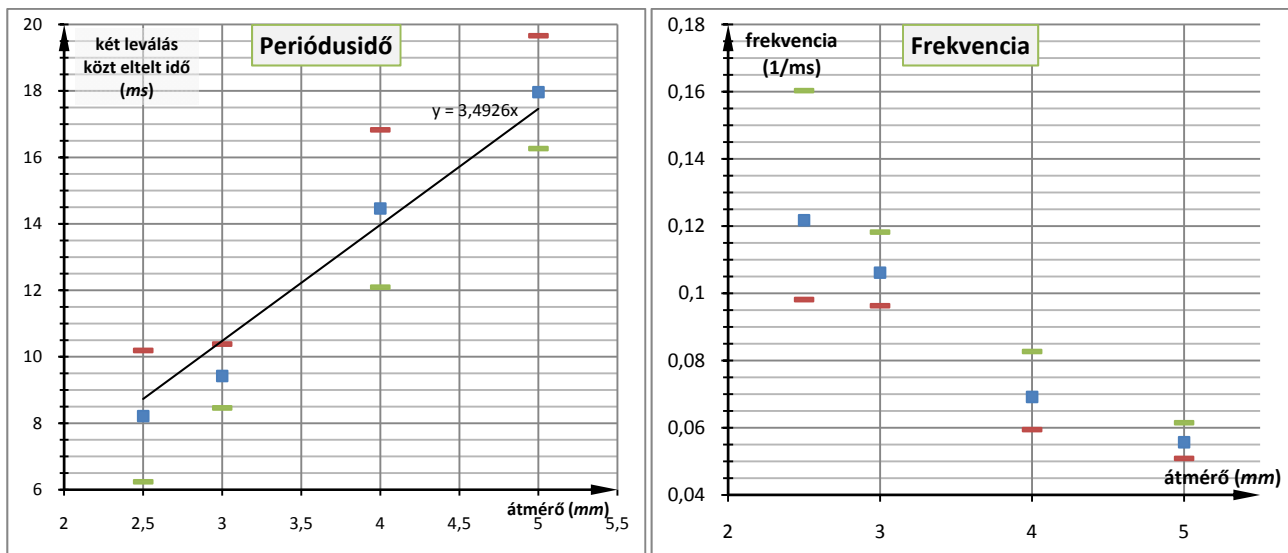 Periódusidő
két leválás
közt eltelt idő
(ms)
20
18
16
14
12
10
8
6
y = 3,4926x
átmérő (mm)
2 2,5 3 3,5 4 4,5 5 5,5
Frekvencia
frekvencia
(1/ms)
0,18
0,16
0,14
0,12
0,1
0,08
0,06
0,04
átmérő (mm)
2 3 4 5